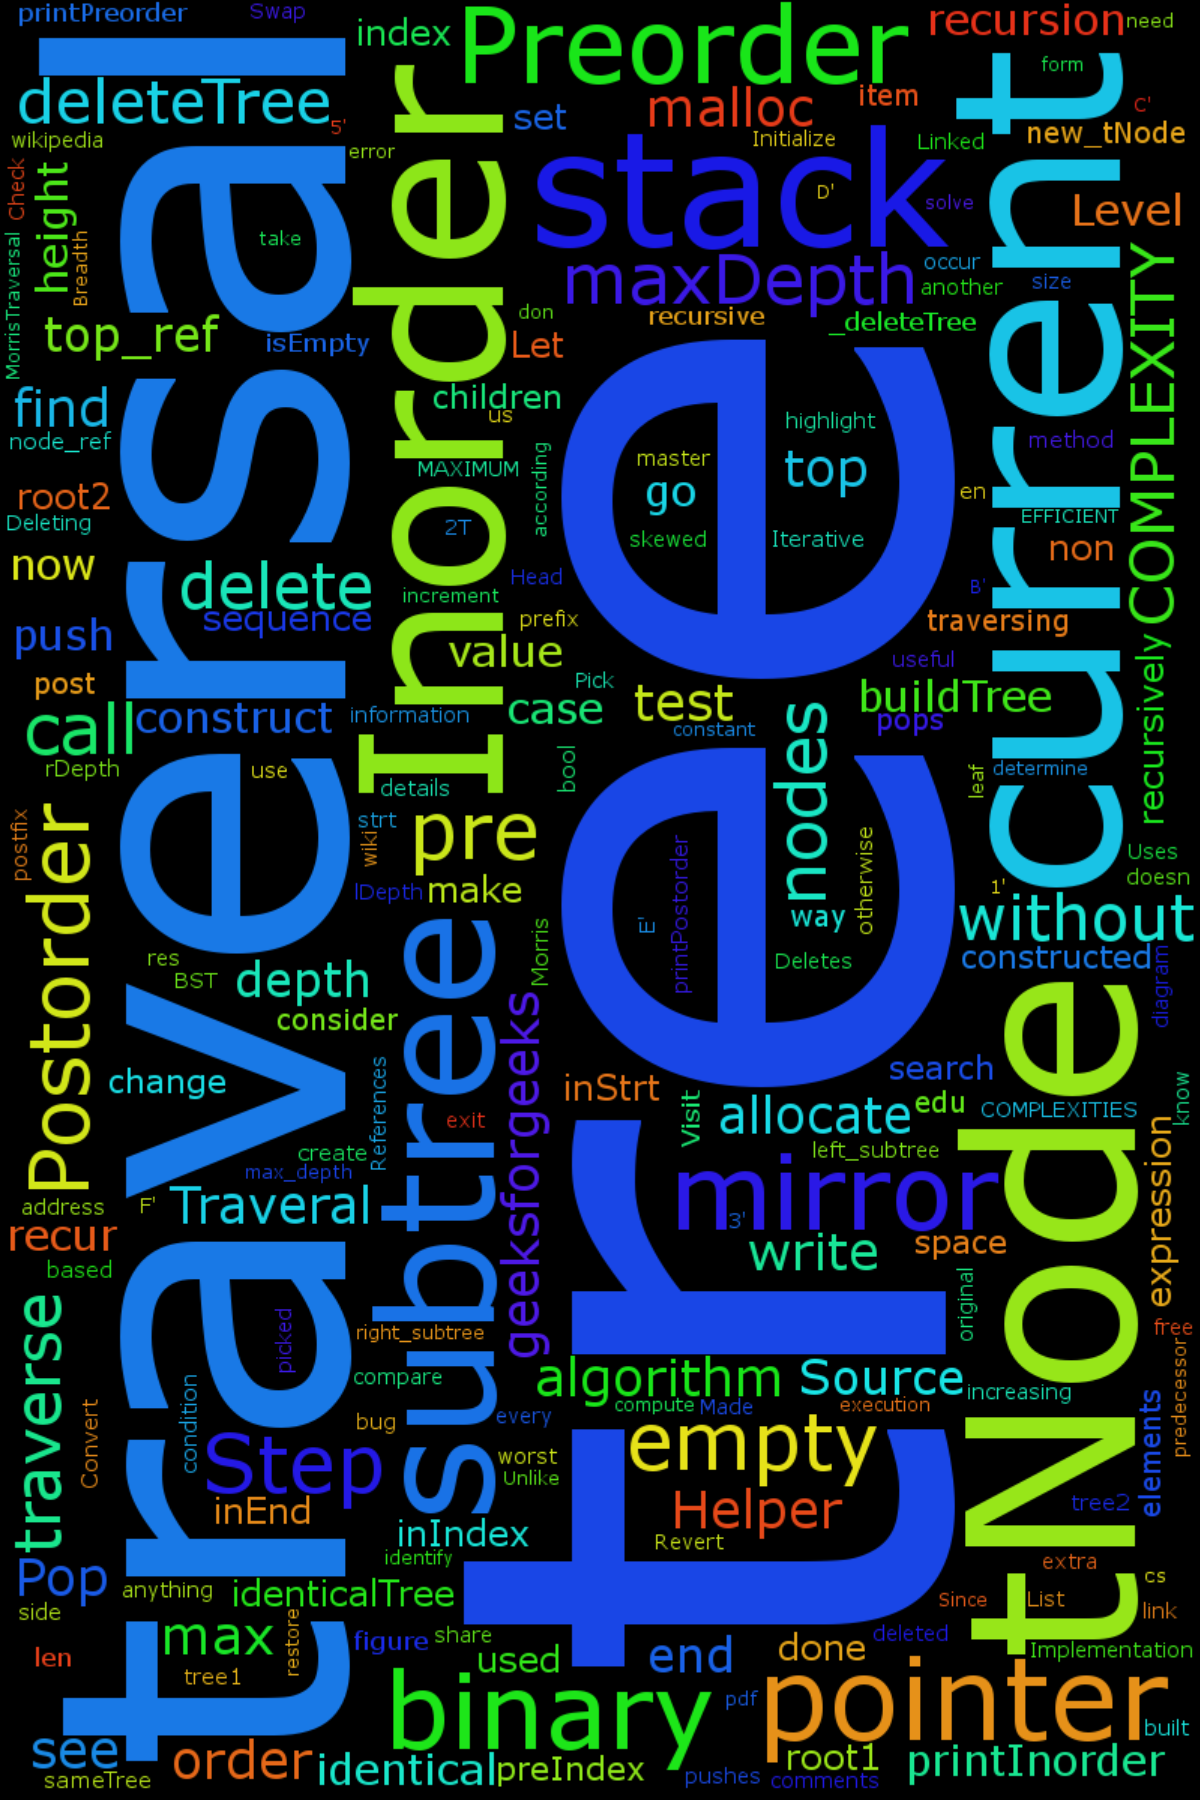 printPreorder
Swap
index
Preorder
recursion
need
deleteTree
malloc
item
form
set
5'
C'
wikipedia
error
Initialize
Linked
new_tNode
Check
height
stack
D'
solve
Level
take
Breadth
MorrisTraversal
maxDepth
occur
another
size
top_ref
isEmpty
don
Let
recursive
_deleteTree
current
COMPLEXITY
traversal
Inorder
find
node_ref
children
us
highlight
method
MAXIMUM
according
master
top
go
en
root2
Deleting
2T
skewed
Iterative
EFFICIENT
non
now
delete
sequence
Head
increment
prefix
B'
traversing
push
value
useful
recursively
post
Pick
test
buildTree
call
construct
information
case
constant
pops
rDepth
use
details
bool
nodes
leaf
determine
postfix
Postorder
strt
wiki
pre
tree
printPostorder
otherwise
Uses
doesn
lDepth
make
1'
without
E'
way
res
BST
depth
Morris
Deletes
constructed
diagram
consider
subtree
geeksforgeeks
change
References
inStrt
search
Visit
allocate
edu
COMPLEXITIES
know
exit
create
max_depth
left_subtree
address
F'
Traveral
mirror
3'
tNode
expression
recur
write
space
based
traverse
picked
right_subtree
original
free
predecessor
compare
algorithm
Source
increasing
Convert
condition
bug
every
compute
Made
execution
elements
Step
worst
Unlike
empty
inEnd
inIndex
Helper
tree2
identify
Revert
Pop
anything
identicalTree
extra
cs
side
Since
List
link
max
restore
figure
share
deleted
len
tree1
used
end
done
Implementation
binary
pdf
pointer
built
see
order
identical
preIndex
root1
printInorder
sameTree
pushes
comments